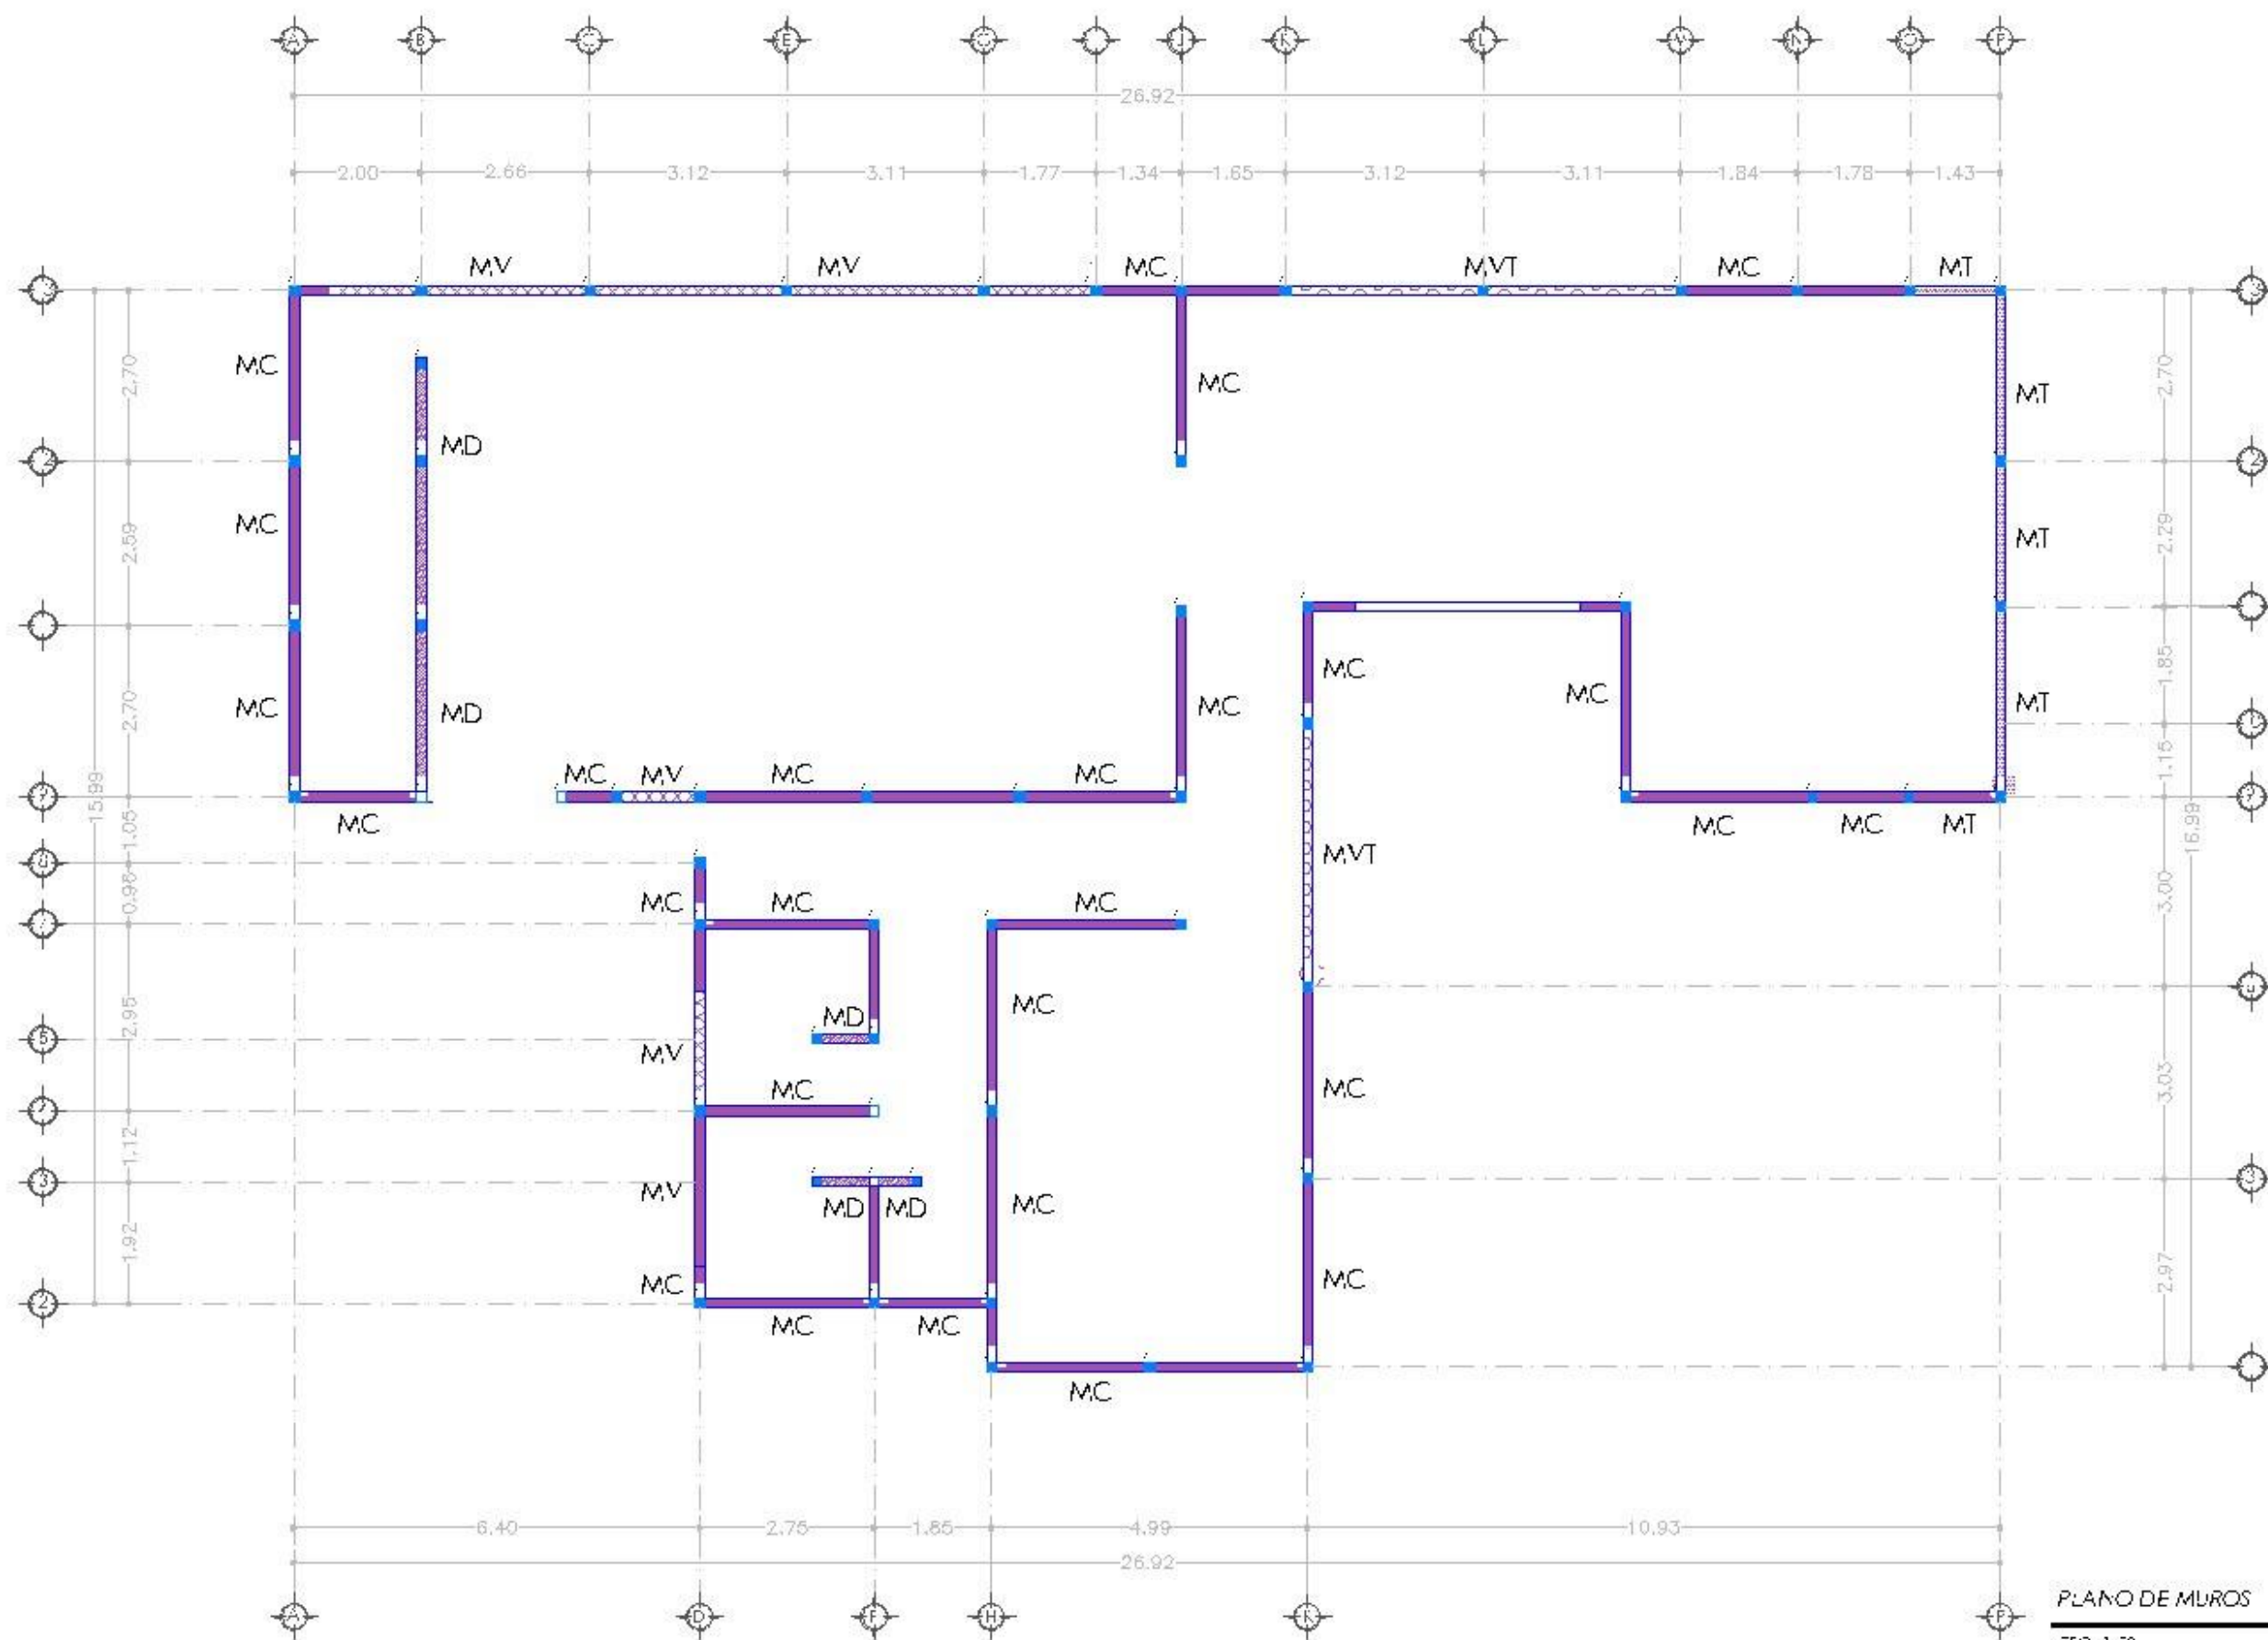 A B C E G J K L N O P
26.92
2.00 2.66 3.12 3.11 1.77 1.34 1.65 3.12 3.11 1.84 1.78 1.43
MV MV MC MVT MC MT
2.70 MC MC MT 2.70
MD
2.59 MC MT 2.29
MC MC
1.85
2.70 MC MD MC MT
MC MV MC MC
1.15
15.99 1.05 MC MC MC MT 16.99
MVT
0.98 MC MC MC 3.00
2.95 MC
5 MD
MV
MC MC 3.03
1.12
3 3
MV MD MD MC
1.92
MC MC 2.97
2 MC MC
MC
6.40 2.75 1.85 4.99 10.93
26.92
A D F H K P
PLANO DE MUROS